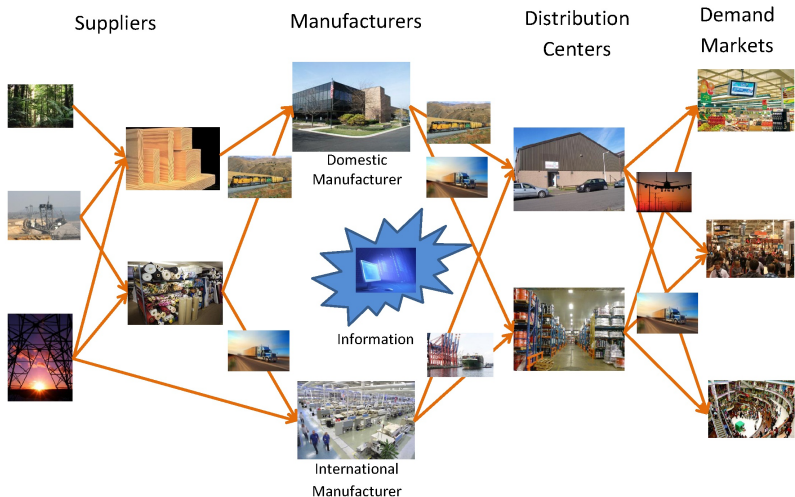 Suppliers
Manufacturers
Distribution
Centers
Demand
Markets
Domestic
Manufacturer
Information
International
Manufacturer